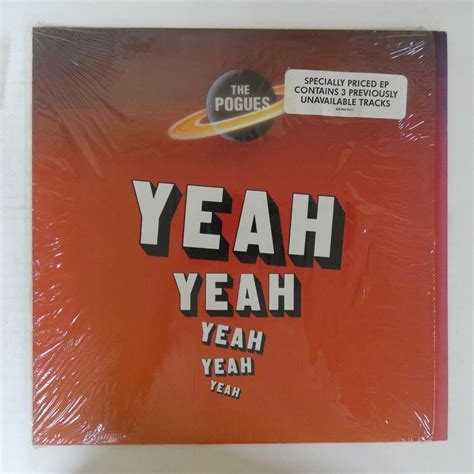 THE
POGUES
SPECIALLY PRICED EP
CONTAINS 3 PREVIOUSLY
UNAVAILABLE TRACKS
YEAH
YEAH
YEAH
YEAH
YEAH